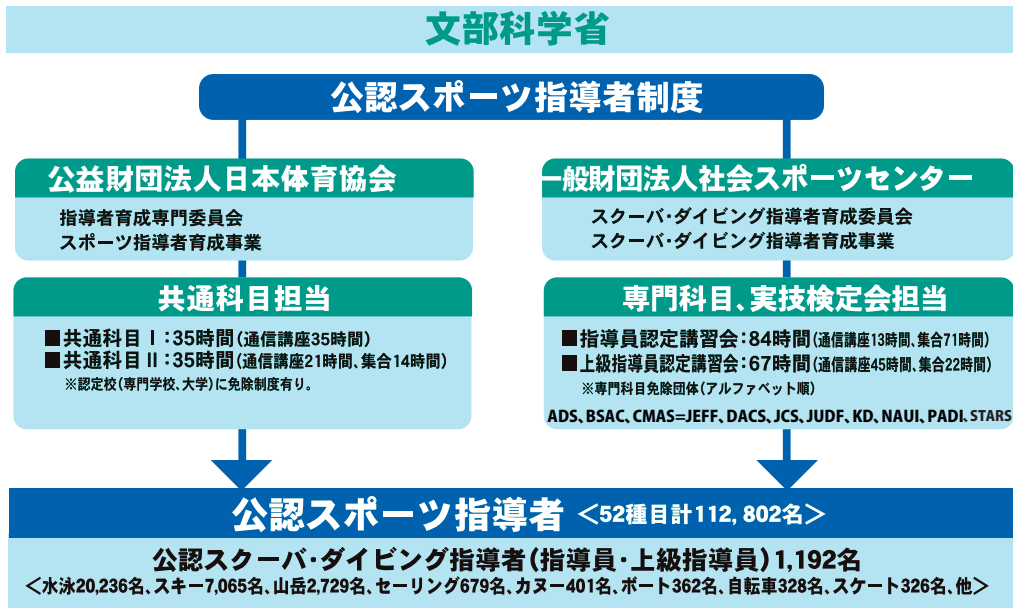 文部科学省
公認スポーツ指導者制度
公益財団法人日本体育協会
指導者育成専門委員会
スポーツ指導者育成事業
一般財団法人社会スポーツセンター
スクーバ・ダイビング指導者育成委員会
スクーバ・ダイビング指導者育成事業
共通科目担当
■共通科目Ⅰ:35時間(通信講座35時間)
■共通科目Ⅱ:35時間(通信講座21時間、集合14時間)
※認定校(専門学校、大学)に免除制度有り。
専門科目、実技検定会担当
■指導員認定講習会:84時間(通信講座13時間、集合71時間)
■上級指導員認定講習会:67時間(通信講座45時間、集合22時間)
※専門科目免除団体(アルファベット順)
ADS、BSAC、CMAS=JEFF、DACS、JCS、JUDF、KD、NAUI、PADI、STARS
公認スポーツ指導者 <52種目計112,802名>
公認スクーバ・ダイビング指導者(指導員・上級指導員)1,192名
<水泳20,236名、スキー7,065名、山岳2,729名、セーリング679名、カヌー401名、ボート362名、自転車328名、スケート326名、他>